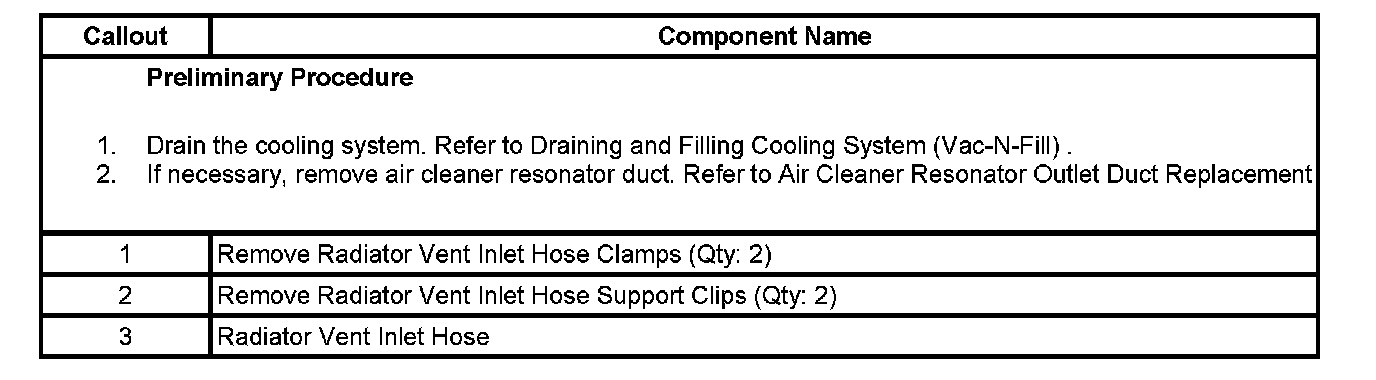 Callout Component Name
Preliminary Procedure
1. Drain the cooling system. Refer to Draining and Filling Cooling System (Vac-N-Fill) .
2. If necessary, remove air cleaner resonator duct. Refer to Air Cleaner Resonator Outlet Duct Replacement
1 Remove Radiator Vent Inlet Hose Clamps (Qty: 2)
2 Remove Radiator Vent Inlet Hose Support Clips (Qty: 2)
3 Radiator Vent Inlet Hose